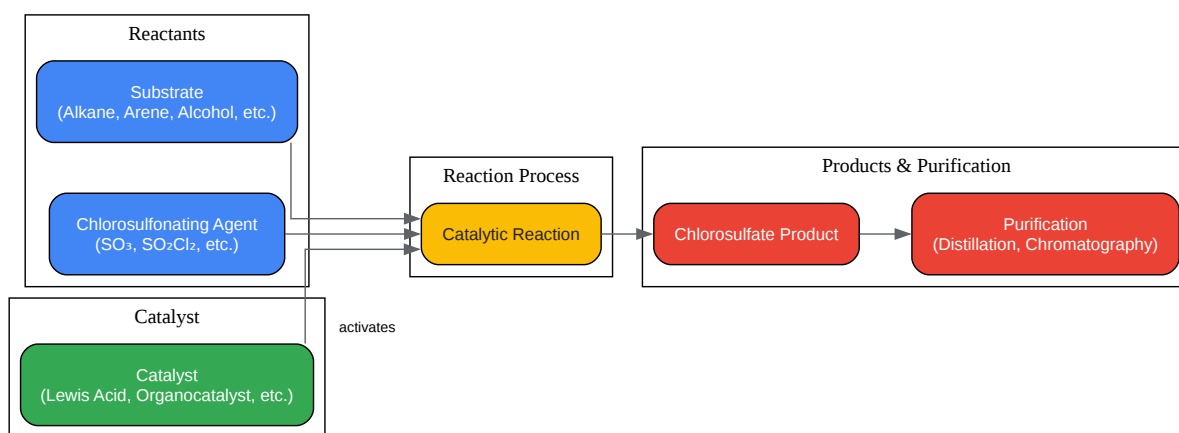 Reactants
Substrate
(Alkane, Arene, Alcohol, etc.)
Chlorosulfonating Agent
(SO₃, SO₂Cl₂, etc.)
Catalyst
activates
Catalyst
(Lewis Acid, Organocatalyst, etc.)
Reaction Process
Catalytic Reaction
Products & Purification
Chlorosulfate Product
Purification
(Distillation, Chromatography)